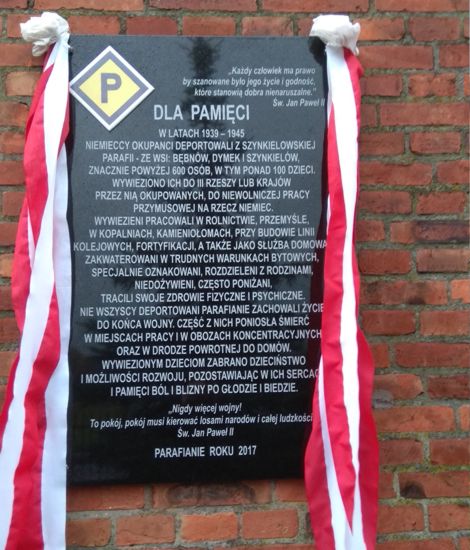 P
„Każdy człowiek ma prawo
by szanowane było jego życie i godność,
które stanowią dobra nienaruszalne."
Św. Jan Paweł II
DLA PAMIĘCI
W LATACH 1939 – 1945
NIEMIECCY OKUPANCI DEPORTOWALI Z SZYNKIELOWSKIEJ
PARAFII - ZE WSI: BĘBNÓW, DYMEK I SZYNKIELÓW,
ZNACZNIE POWYŻEJ 600 OSÓB, W TYM PONAD 100 DZIECI.
WYWIEZIONO ICH DO III RZESZY LUB KRAJÓW
PRZEZ NIĄ OKUPOWANYCH, DO NIEWOLNICZEJ PRACY
PRZYMUSOWEJ NA RZECZ NIEMIEC.
WYWIEZIENI PRACOWALI W ROLNICTWIE, PRZEMYŚLE,
W KOPALNIACH, KAMIENIOŁOMACH, PRZY BUDOWIE LINII
KOLEJOWYCH, FORTYFIKACJI, A TAKŻE JAKO SŁUŻBA DOMOWA.
ZAKWATEROWANI W TRUDNYCH WARUNKACH BYTOWYCH,
SPECJALNIE OZNAKOWANI, ROZDZIELENI Z RODZINAMI,
NIEDOŻYWIENI, CZĘSTO PONIŻANI,
TRACILI SWOJE ZDROWIE FIZYCZNE I PSYCHICZNE.
NIE WSZYSCY DEPORTOWANI PARAFIANIE ZACHOWALI ŻYCIE
DO KOŃCA WOJNY. CZĘŚĆ Z NICH PONIOSŁA ŚMIERĆ
W MIEJSCACH PRACY I W OBOZACH KONCENTRACYJNYCH
ORAZ W DRODZE POWROTNEJ DO DOMÓW.
WYWIEZIONYM DZIECIOM ZABRANO DZIECIŃSTWO
I MOŻLIWOŚCI ROZWOJU, POZOSTAWIAJĄC W ICH SERCACH
I PAMIĘCI BÓL I BLIZNY PO GŁODZIE I BIEDZIE.
„Nigdy więcej wojny!
To pokój, pokój musi kierować losami narodów i całej ludzkości"
Św. Jan Paweł II
PARAFIANIE ROKU 2017